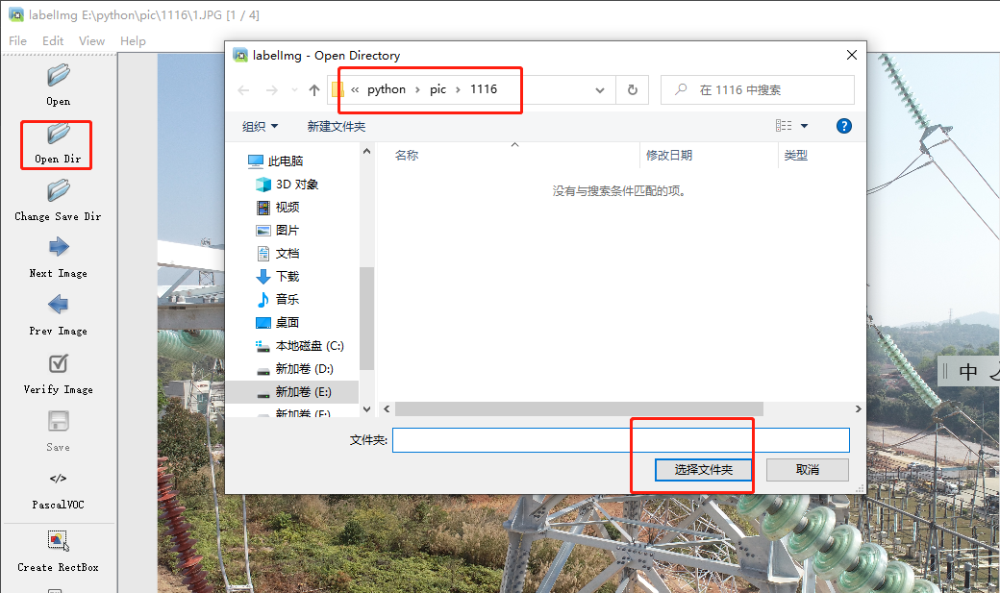 labelImg E:\python\pic\1116\1.JPG [1 / 4]
File Edit View Help
Open
Open Dir
Change Save Dir
Next Image
Prev Image
Verify Image
Save
</>
PascalVOC
Create RectBox
labelImg - Open Directory
« python › pic › 1116
在 1116 中搜索
组织
新建文件夹
?
此电脑
3D 对象
视频
图片
文档
下载
音乐
桌面
本地磁盘 (C:)
新加卷 (D:)
新加卷 (E:)
新加卷 (F:)
名称 修改日期 类型
没有与搜索条件匹配的项。
文件夹:
选择文件夹 取消
中